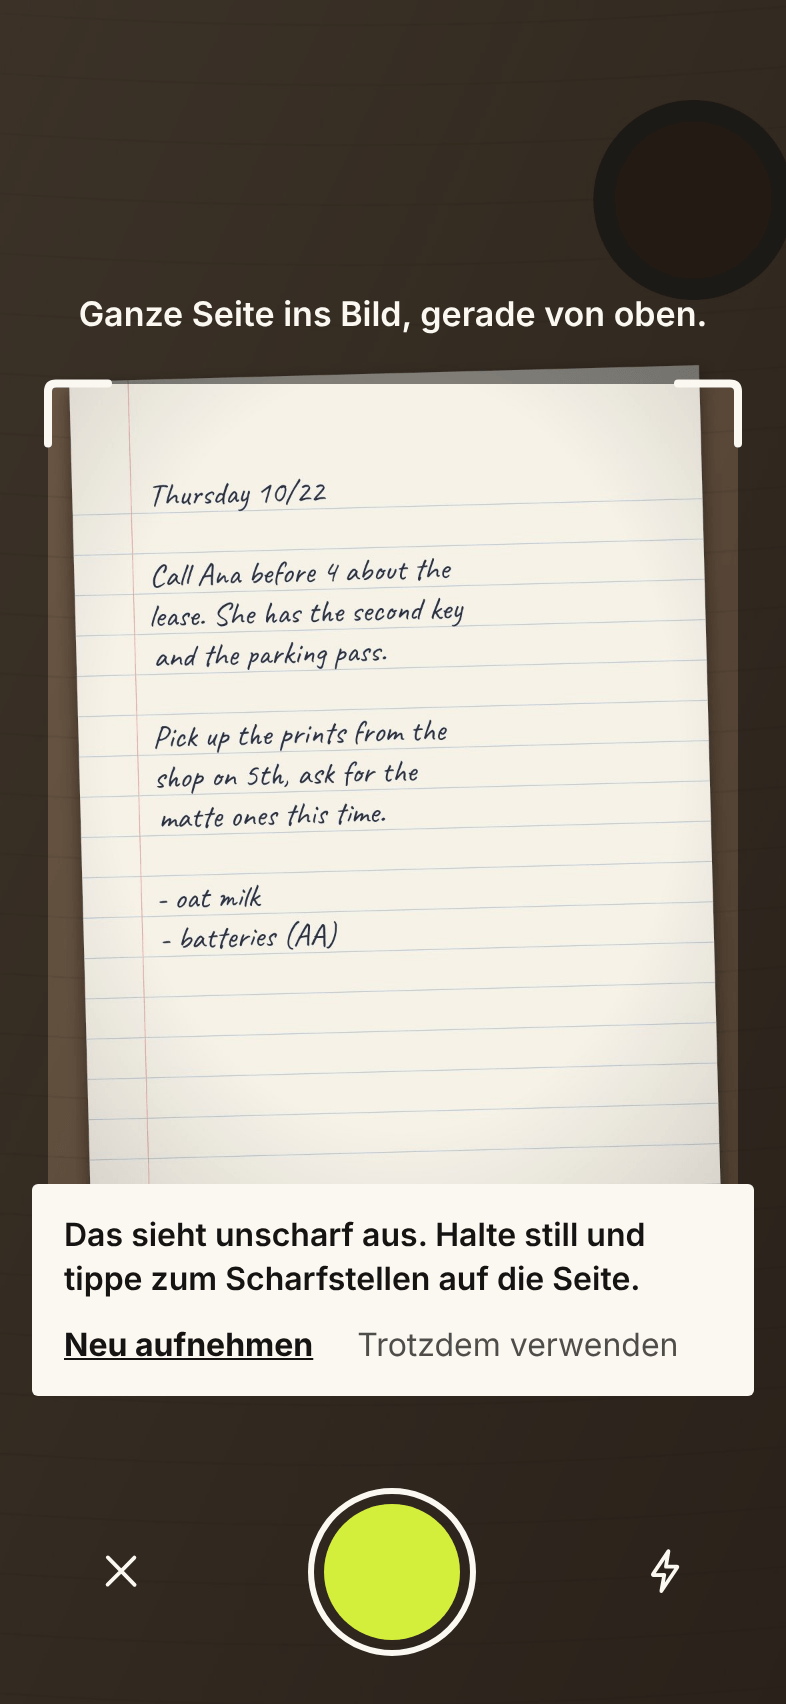 Ganze Seite ins Bild, gerade von oben.
Thursday 10/22
Call Ana before 4 about the
lease. She has the second key
and the parking pass.
Pick up the prints from the
shop on 5th, ask for the
matte ones this time.
- oat milk
- batteries (AA)
Das sieht unscharf aus. Halte still und
tippe zum Scharfstellen auf die Seite.
Neu aufnehmen Trotzdem verwenden